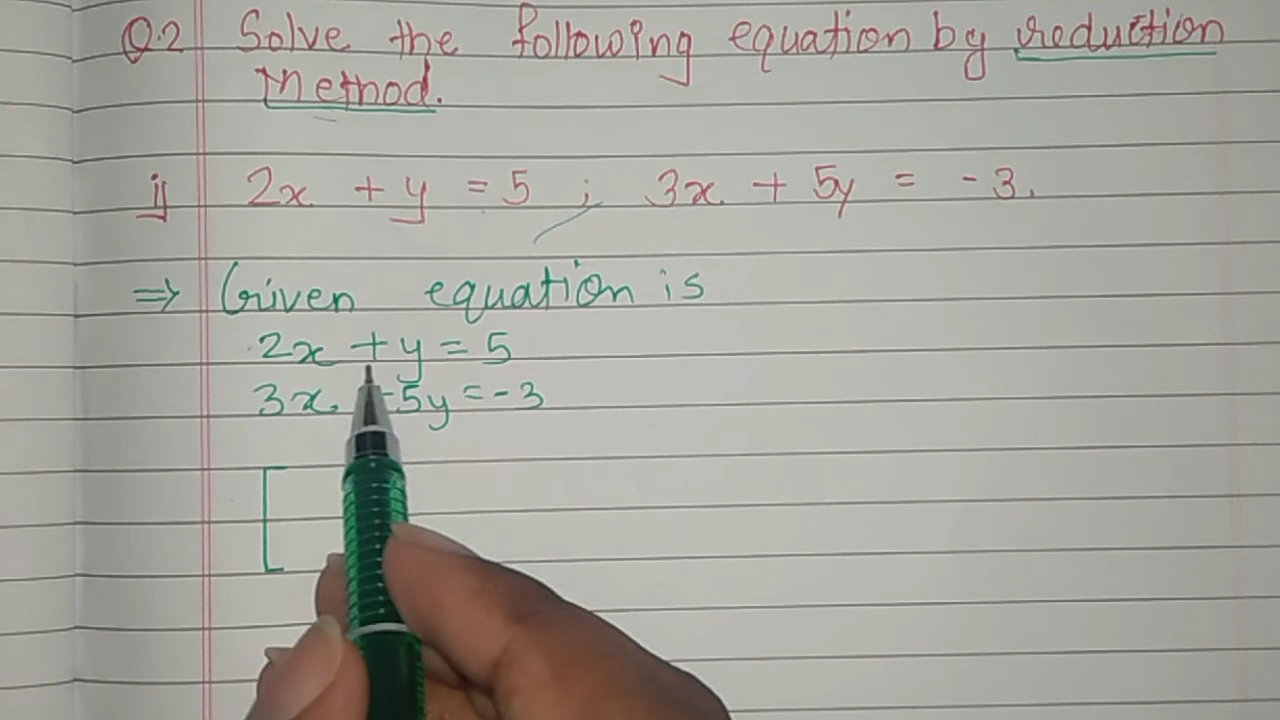 Q.2 Solve the following equation by reduction
Method.
i) 2x + y = 5 ; 3x + 5y = -3.
⇒ Given equation is
2x + y = 5
3x + 5y = -3
[